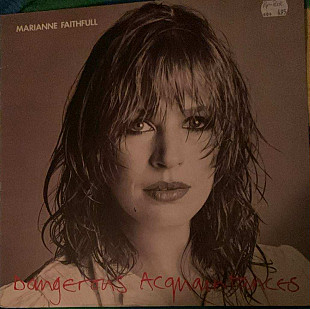 MARIANNE FAITHFULL
Dangerous Acquaintances